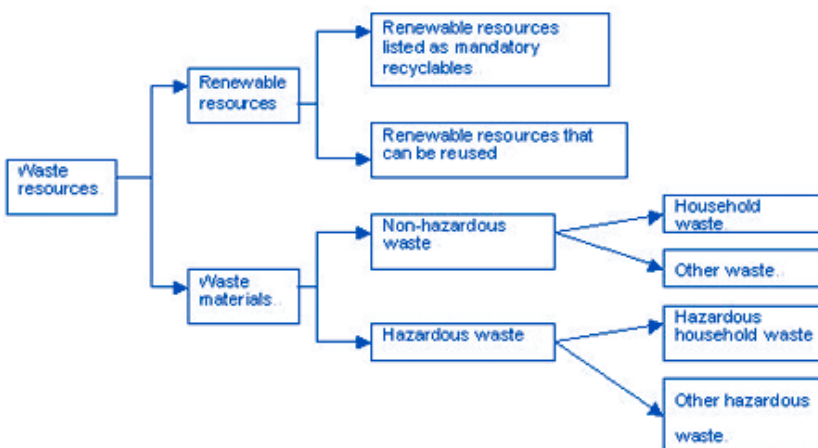 Renewable resources
listed as mandatory
recyclables.
Renewable
resources
Renewable resources that
can be reused
Waste
resources.
Non-hazardous
waste
Household
waste.
Other waste.
Waste
materials..
Hazardous waste
Hazardous
household waste
Other hazardous
waste.